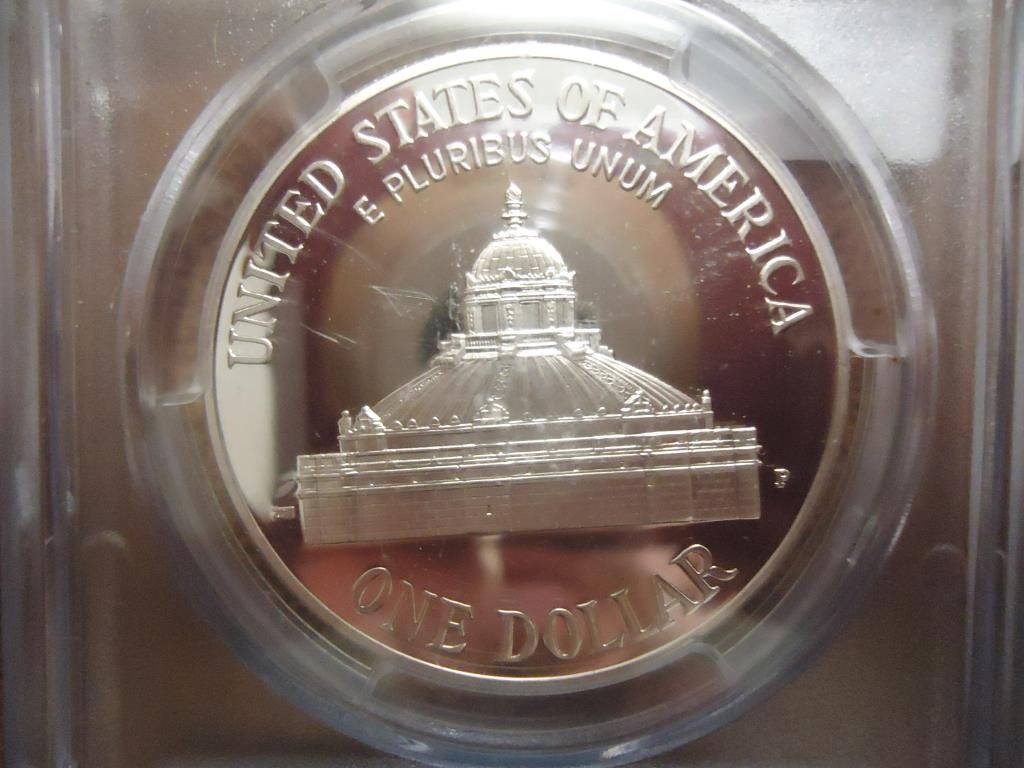 UNITED STATES OF AMERICA
E PLURIBUS UNUM
ONE DOLLAR